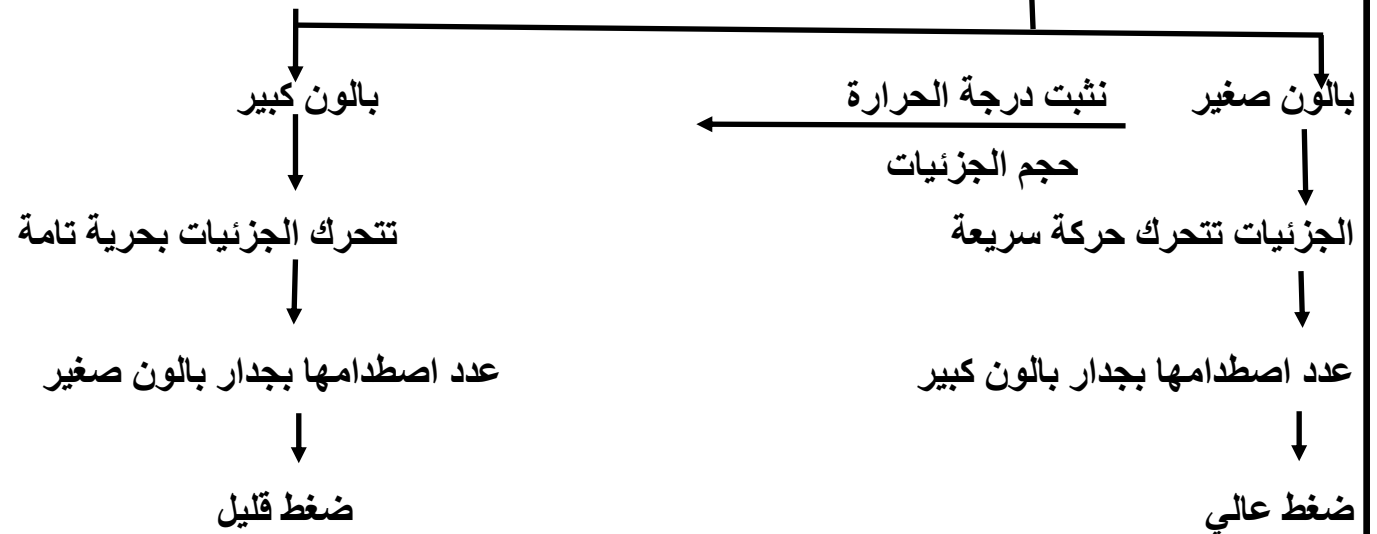 بالون صغير
نثبت درجة الحرارة
بالون كبير
حجم الجزئيات
الجزئيات تتحرك حركة سريعة
تتحرك الجزئيات بحرية تامة
عدد اصطدامها بجدار بالون كبير
عدد اصطدامها بجدار بالون صغير
ضغط عالي
ضغط قليل